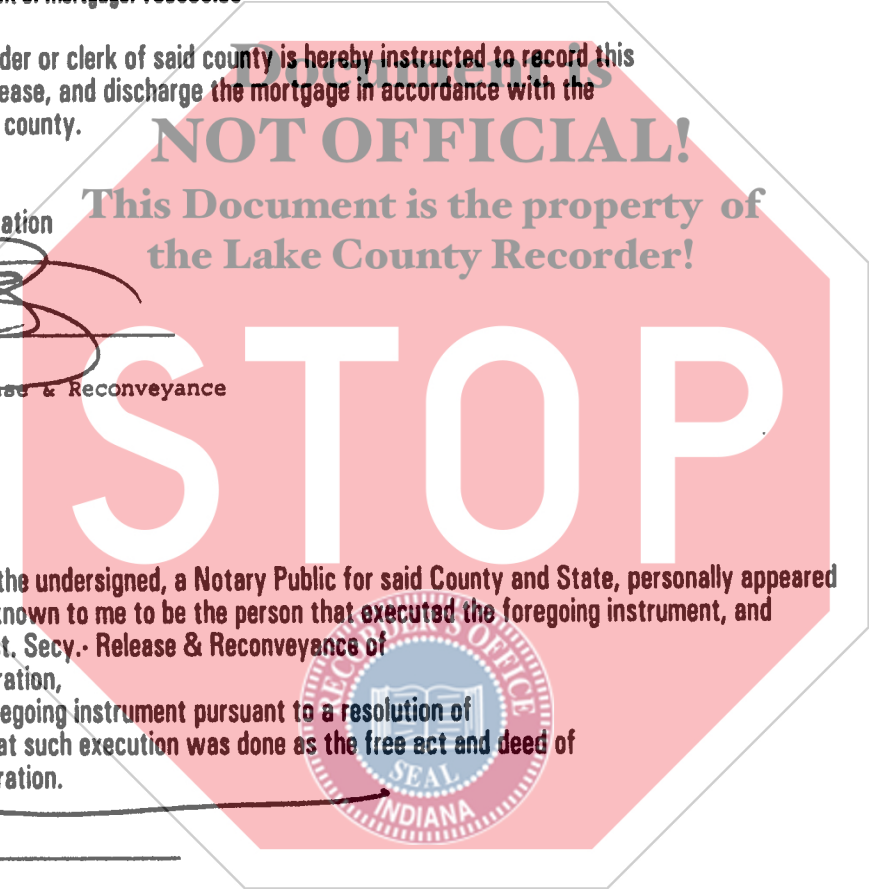 der or clerk of said county is hereby instructed to record this
ease, and discharge the mortgage in accordance with the
county.
Document is
NOT OFFICIAL!
This Document is the property of
the Lake County Recorder!
ation
& Reconveyance
STOP
the undersigned, a Notary Public for said County and State, personally appeared
known to me to be the person that executed the foregoing instrument, and
t. Secy.- Release & Reconveyance of
ration,
egoing instrument pursuant to a resolution of
at such execution was done as the free act and deed of
ration.
RECORDER'S OFFICE
SEAL
INDIANA